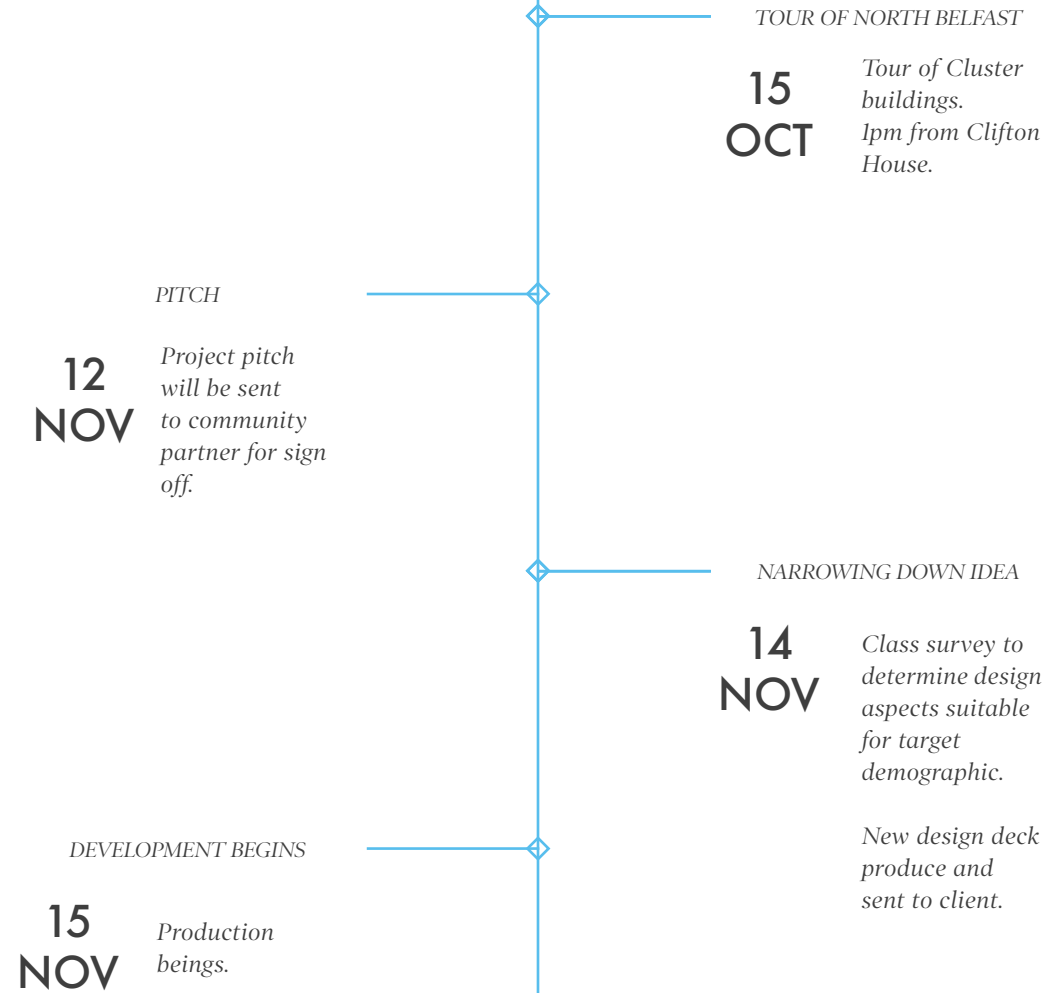 TOUR OF NORTH BELFAST
15
OCT
Tour of Cluster
buildings.
1pm from Clifton
House.
PITCH
12
NOV
Project pitch
will be sent
to community
partner for sign
off.
NARROWING DOWN IDEA
14
NOV
Class survey to
determine design
aspects suitable
for target
demographic.
New design deck
produce and
sent to client.
DEVELOPMENT BEGINS
15
NOV
Production
beings.